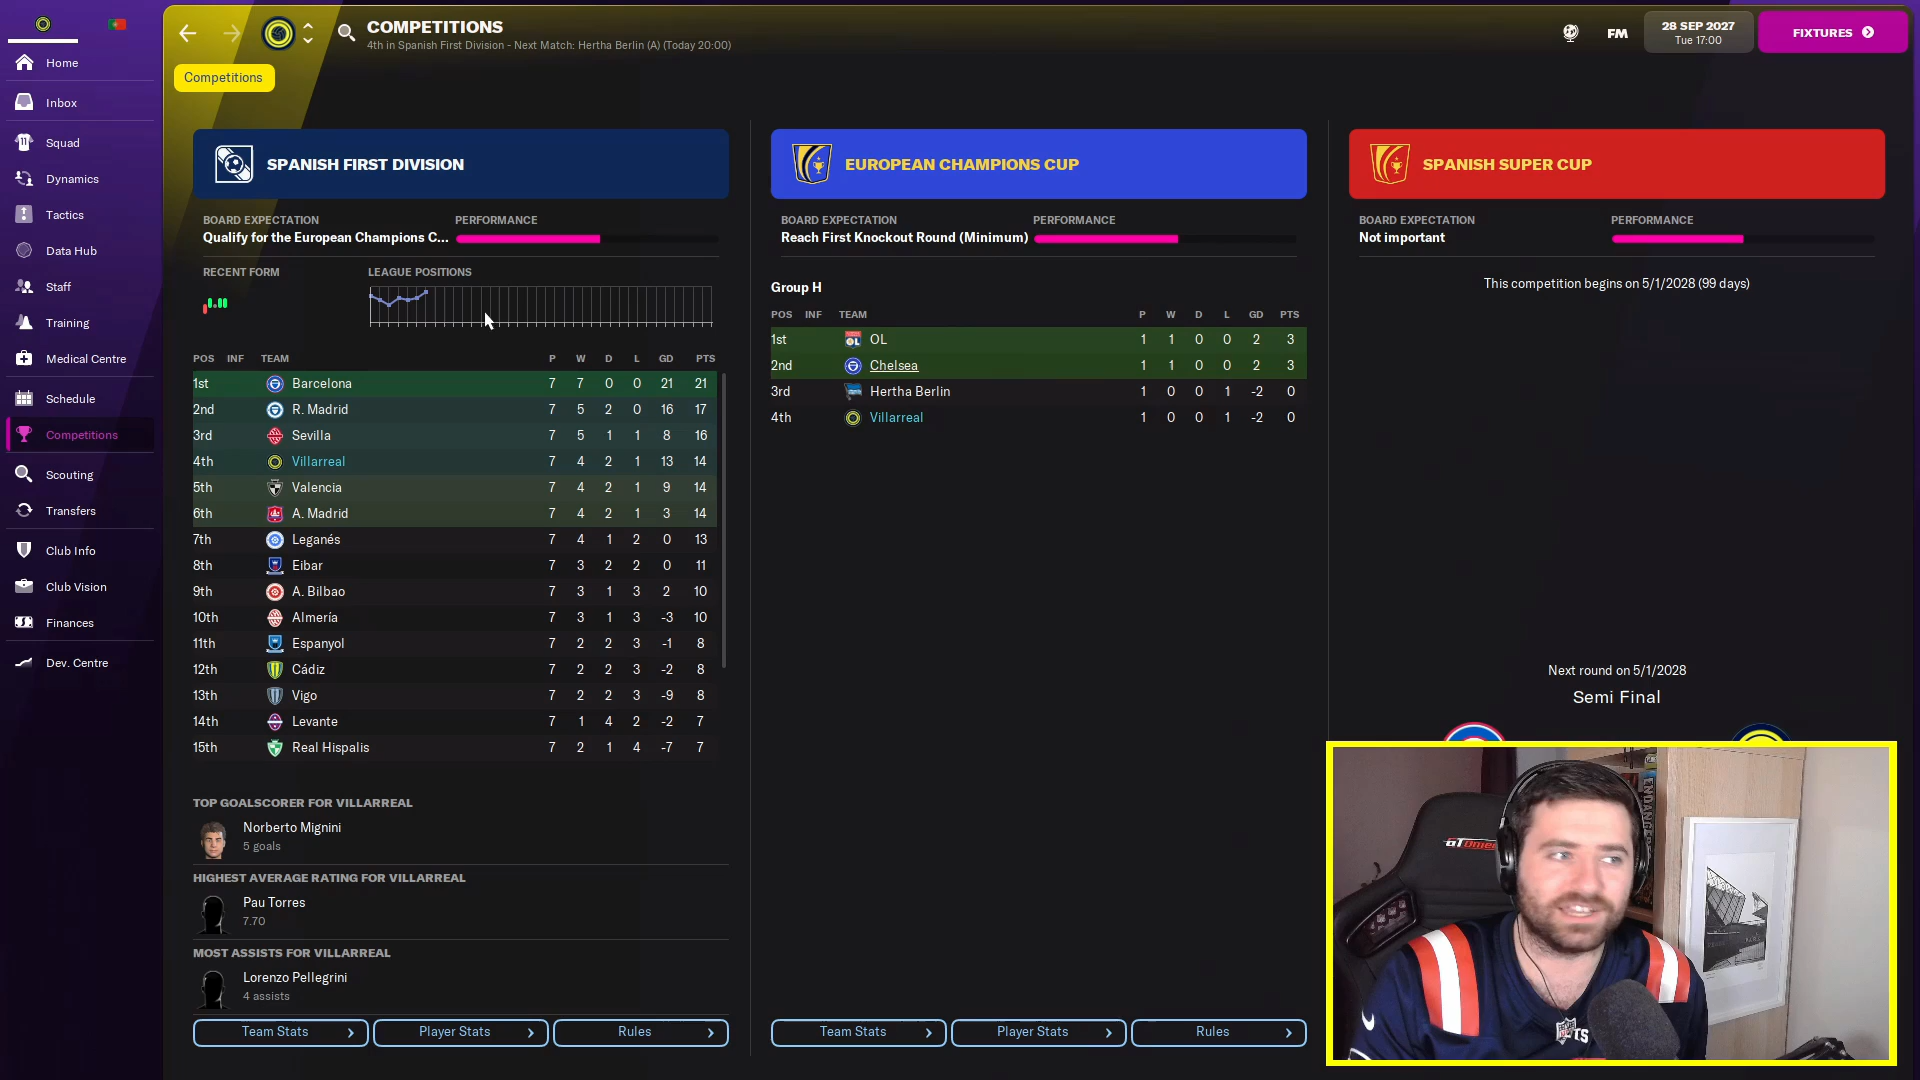 COMPETITIONS
4th in Spanish First Division - Next Match: Hertha Berlin (A) (Today 20:00)
FM
28 SEP 2027
Tue 17:00
FIXTURES
Home
Inbox
Squad
Dynamics
Tactics
Data Hub
Staff
Training
Medical Centre
Schedule
Competitions
Scouting
Transfers
Club Info
Club Vision
Finances
Dev. Centre
Competitions
SPANISH FIRST DIVISION
BOARD EXPECTATION PERFORMANCE
Qualify for the European Champions C...
RECENT FORM LEAGUE POSITIONS
POS INF TEAM P W D L GD PTS
1st Barcelona 7 7 0 0 21 21
2nd R. Madrid 7 5 2 0 16 17
3rd Sevilla 7 5 1 1 8 16
4th Villarreal 7 4 2 1 13 14
5th Valencia 7 4 2 1 9 14
6th A. Madrid 7 4 2 1 3 14
7th Leganés 7 4 1 2 0 13
8th Eibar 7 3 2 2 0 11
9th A. Bilbao 7 3 1 3 2 10
10th Almería 7 3 1 3 -3 10
11th Espanyol 7 2 2 3 -1 8
12th Cádiz 7 2 2 3 -2 8
13th Vigo 7 2 2 3 -9 8
14th Levante 7 1 4 2 -2 7
15th Real Hispalis 7 2 1 4 -7 7
TOP GOALSCORER FOR VILLARREAL
Norberto Mignini
5 goals
HIGHEST AVERAGE RATING FOR VILLARREAL
Pau Torres
7.70
MOST ASSISTS FOR VILLARREAL
Lorenzo Pellegrini
4 assists
Team Stats Player Stats Rules
EUROPEAN CHAMPIONS CUP
BOARD EXPECTATION PERFORMANCE
Reach First Knockout Round (Minimum)
Group H
POS INF TEAM P W D L GD PTS
1st OL 1 1 0 0 2 3
2nd Chelsea 1 1 0 0 2 3
3rd Hertha Berlin 1 0 0 1 -2 0
4th Villarreal 1 0 0 1 -2 0
Team Stats Player Stats Rules
SPANISH SUPER CUP
BOARD EXPECTATION PERFORMANCE
Not important
This competition begins on 5/1/2028 (99 days)
Next round on 5/1/2028
Semi Final